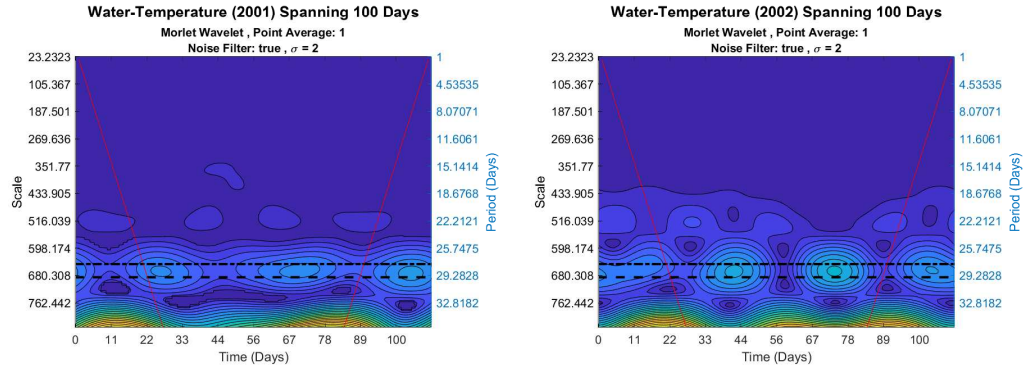 Water-Temperature (2001) Spanning 100 Days
Morlet Wavelet , Point Average: 1
Noise Filter: true , σ = 2
23.2323
105.367
187.501
269.636
351.77
433.905
516.039
598.174
680.308
762.442
Scale
1
4.53535
8.07071
11.6061
15.1414
18.6768
22.2121
25.7475
29.2828
32.8182
Period (Days)
0 11 22 33 44 56 67 78 89 100
Time (Days)
Water-Temperature (2002) Spanning 100 Days
Morlet Wavelet , Point Average: 1
Noise Filter: true , σ = 2
23.2323
105.367
187.501
269.636
351.77
433.905
516.039
598.174
680.308
762.442
Scale
1
4.53535
8.07071
11.6061
15.1414
18.6768
22.2121
25.7475
29.2828
32.8182
Period (Days)
0 11 22 33 44 56 67 78 89 100
Time (Days)